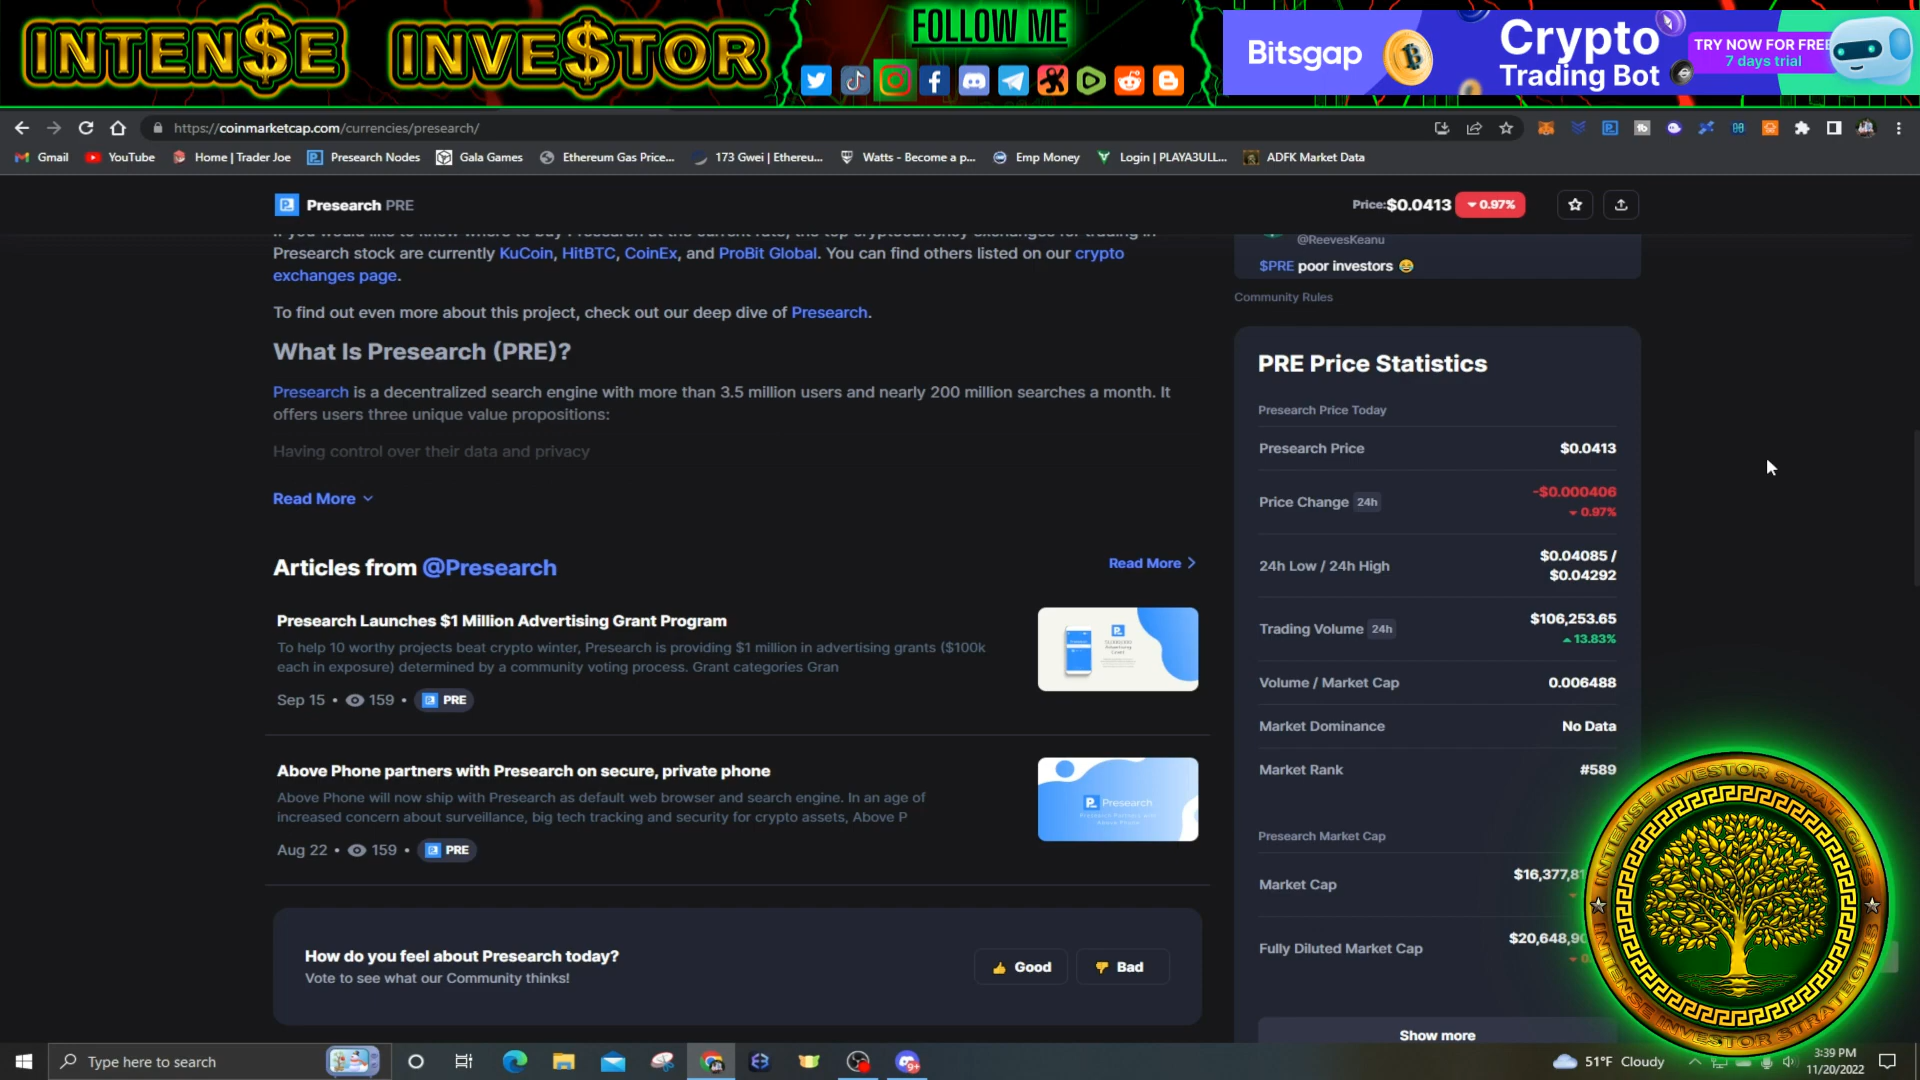 INTEN$E INVE$TOR
FOLLOW ME
Bitsgap
Crypto
Trading Bot
TRY NOW FOR FREE
7 days trial
https://coinmarketcap.com/currencies/presearch/
Gmail YouTube Home | Trader Joe Presearch Nodes Gala Games Ethereum Gas Price... 173 Gwei | Ethereu... Watts - Become a p... Emp Money Login | PLAYA3ULL... ADFK Market Data
Presearch PRE
Price:$0.0413 0.97%
Presearch stock are currently KuCoin, HitBTC, CoinEx, and ProBit Global. You can find others listed on our crypto
exchanges page.
To find out even more about this project, check out our deep dive of Presearch.
What Is Presearch (PRE)?
Presearch is a decentralized search engine with more than 3.5 million users and nearly 200 million searches a month. It
offers users three unique value propositions:
Having control over their data and privacy
Read More
Articles from @Presearch
Read More
Presearch Launches $1 Million Advertising Grant Program
To help 10 worthy projects beat crypto winter, Presearch is providing $1 million in advertising grants ($100k
each in exposure) determined by a community voting process. Grant categories Gran
Sep 15 • 159 • PRE
Above Phone partners with Presearch on secure, private phone
Above Phone will now ship with Presearch as default web browser and search engine. In an age of
increased concern about surveillance, big tech tracking and security for crypto assets, Above P
Presearch
Aug 22 • 159 • PRE
How do you feel about Presearch today?
Vote to see what our Community thinks!
Good
Bad
@ReevesKeanu
$PRE poor investors 😂
Community Rules
PRE Price Statistics
Presearch Price Today
Presearch Price $0.0413
Price Change 24h -$0.000406
0.97%
24h Low / 24h High $0.04085 /
$0.04292
Trading Volume 24h $106,253.65
13.83%
Volume / Market Cap 0.006488
Market Dominance No Data
Market Rank #589
Presearch Market Cap
Market Cap $16,377,8
Fully Diluted Market Cap $20,648,90
Show more
INTENSE INVESTOR STRATEGIES
INTENSE INVESTOR STRATEGIES
Type here to search
51°F Cloudy
3:39 PM
11/20/2022